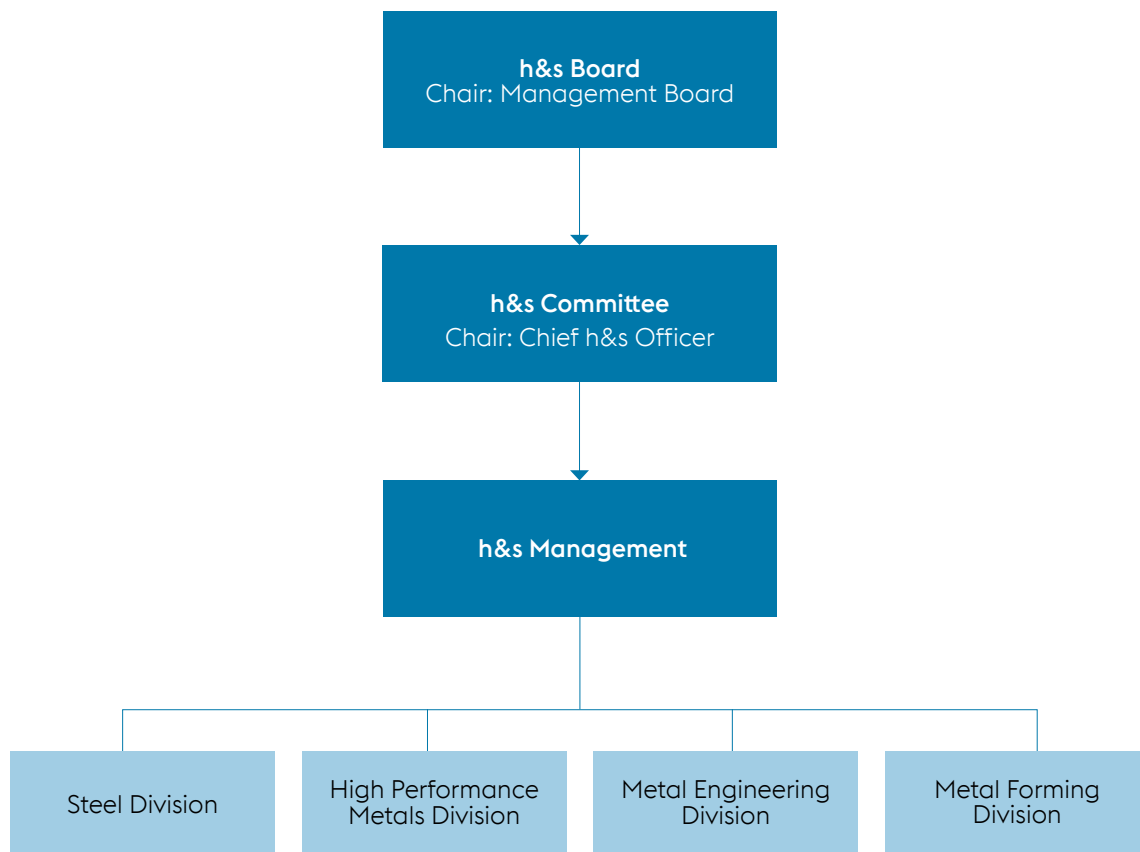 h&s Board
Chair: Management Board
h&s Committee
Chair: Chief h&s Officer
h&s Management
Steel Division
High Performance
Metals Division
Metal Engineering
Division
Metal Forming
Division